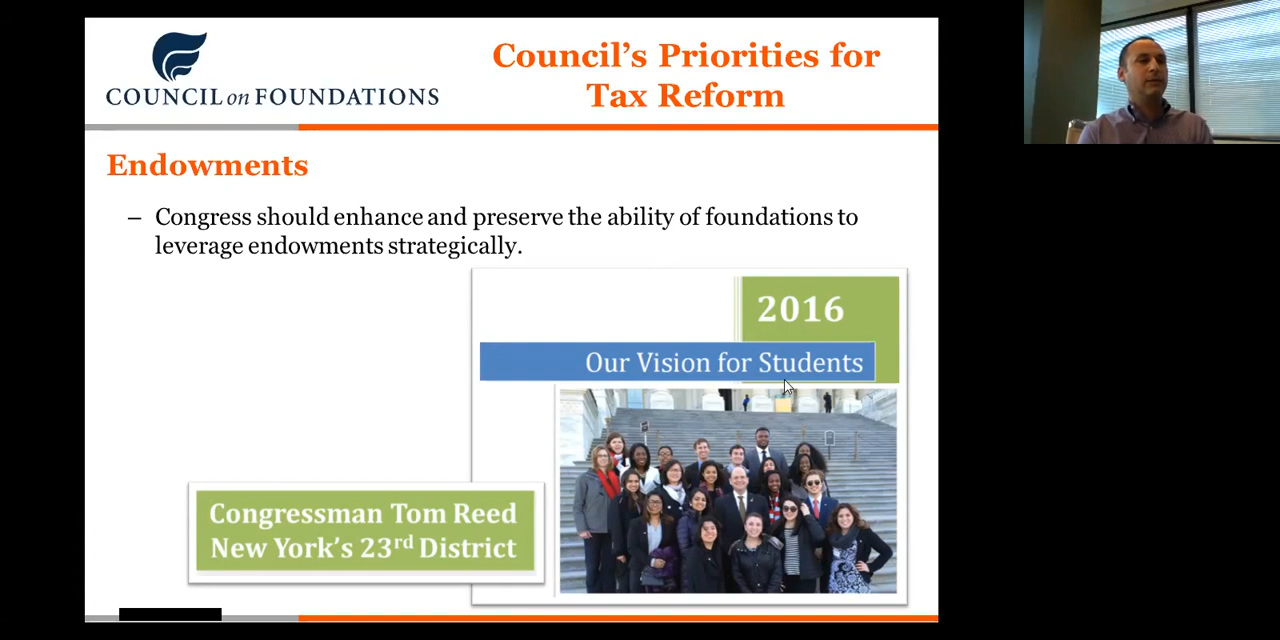 COUNCIL on FOUNDATIONS
Council’s Priorities for
Tax Reform
Endowments
– Congress should enhance and preserve the ability of foundations to
leverage endowments strategically.
2016
Our Vision for Students
Congressman Tom Reed
New York’s 23rd District